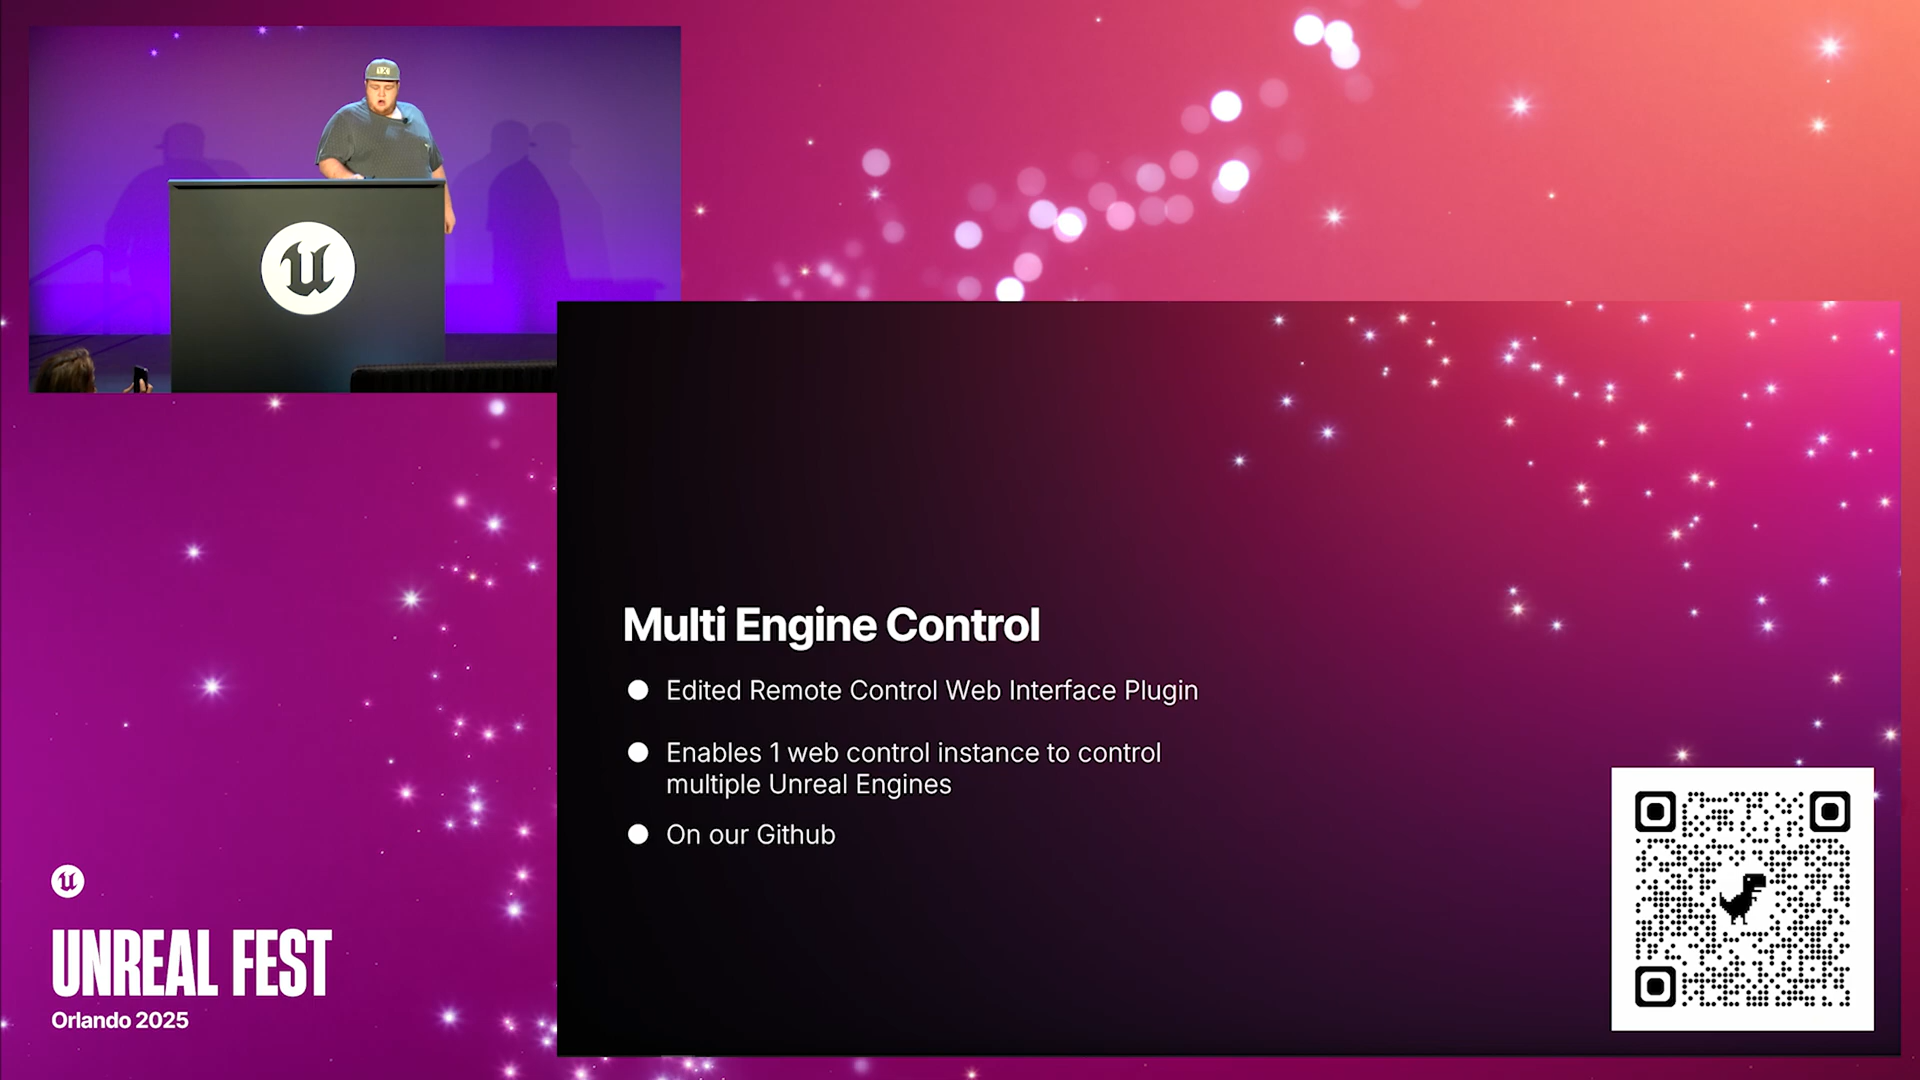 Multi Engine Control
Edited Remote Control Web Interface Plugin
Enables 1 web control instance to control
multiple Unreal Engines
On our Github
UNREAL FEST
Orlando 2025